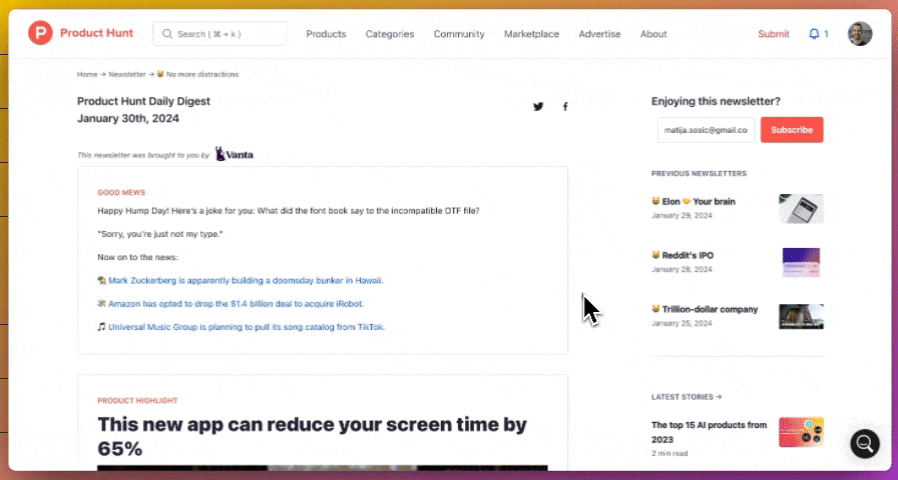 Product Hunt
Search ( ⌘ + k )
Products
Categories
Community
Marketplace
Advertise
About
Submit
1
Home → Newsletter → 😸 No more distractions
Product Hunt Daily Digest
January 30th, 2024
This newsletter was brought to you by Vanta
GOOD MEWS
Happy Hump Day! Here's a joke for you: What did the font book say to the incompatible OTF file?
"Sorry, you're just not my type."
Now on to the news:
Mark Zuckerberg is apparently building a doomsday bunker in Hawaii.
Amazon has opted to drop the $1.4 billion deal to acquire iRobot.
🎵 Universal Music Group is planning to pull its song catalog from TikTok.
PRODUCT HIGHLIGHT
This new app can reduce your screen time by
65%
Enjoying this newsletter?
matija.sosic@gmail.co
Subscribe
PREVIOUS NEWSLETTERS
😸 Elon 🤝 Your brain
January 29, 2024
😸 Reddit's IPO
January 28, 2024
😸 Trillion-dollar company
January 25, 2024
LATEST STORIES →
The top 15 AI products from
2023
2 min read